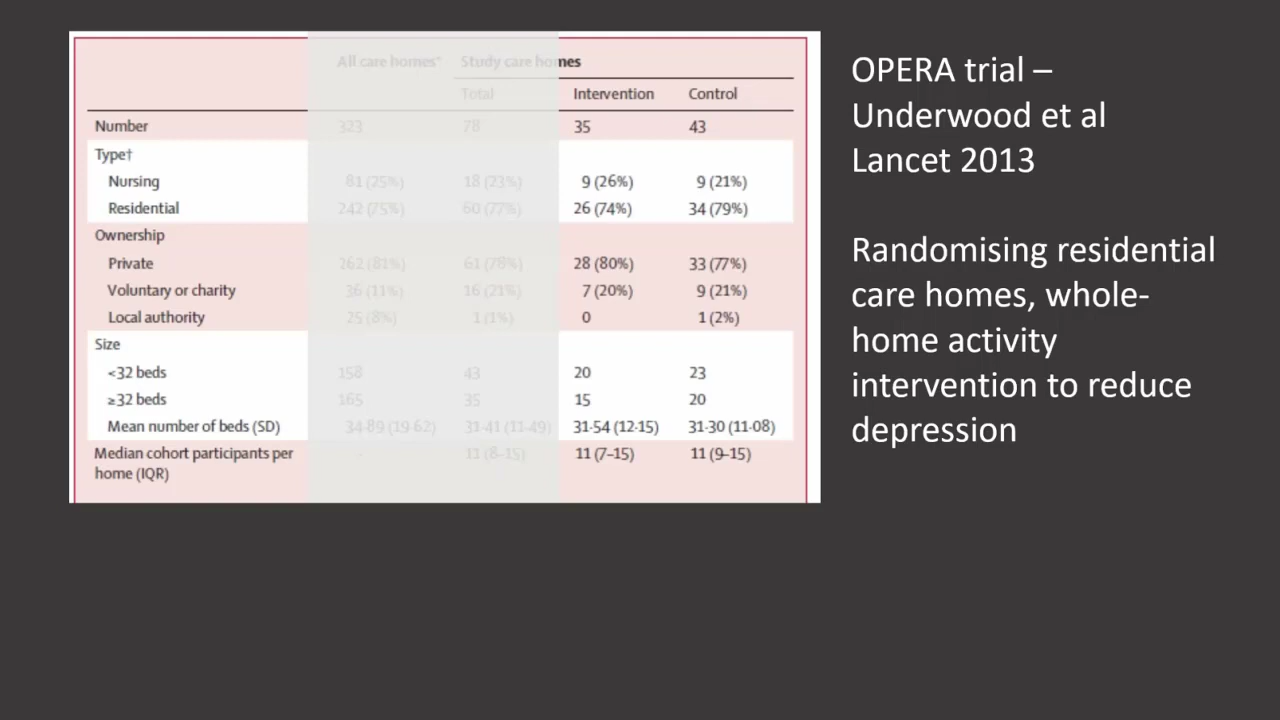 All care homes* Study care homes
Total Intervention Control
Number 323 78 35 43
Type†
Nursing 81 (25%) 18 (23%) 9 (26%) 9 (21%)
Residential 242 (75%) 60 (77%) 26 (74%) 34 (79%)
Ownership
Private 262 (81%) 61 (78%) 28 (80%) 33 (77%)
Voluntary or charity 36 (11%) 16 (21%) 7 (20%) 9 (21%)
Local authority 25 (8%) 1 (1%) 0 1 (2%)
Size
<32 beds 158 43 20 23
≥32 beds 165 35 15 20
Mean number of beds (SD) 34·89 (19·62) 31·41 (11·49) 31·54 (12·15) 31·30 (11·08)
Median cohort participants per - 11 (8–15) 11 (7–15) 11 (9–15)
home (IQR)
OPERA trial –
Underwood et al
Lancet 2013
Randomising residential
care homes, whole-
home activity
intervention to reduce
depression